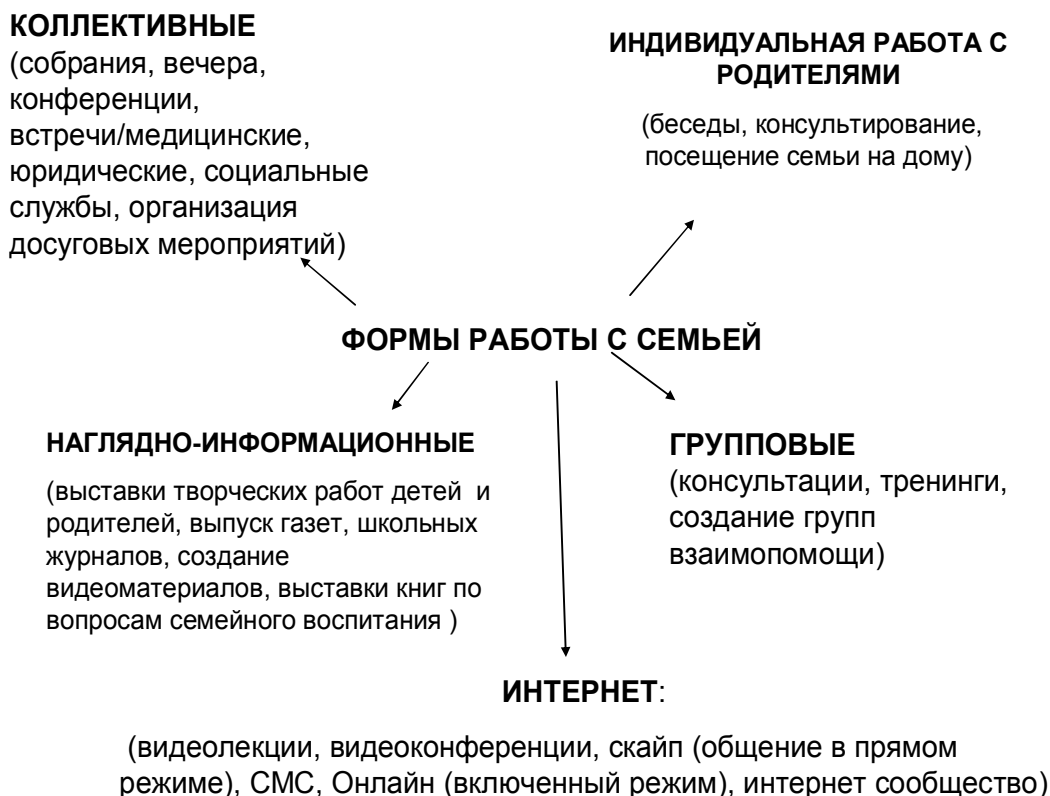 КОЛЛЕКТИВНЫЕ
(собрания, вечера,
конференции,
встречи/медицинские,
юридические, социальные
службы, организация
досуговых мероприятий)
ИНДИВИДУАЛЬНАЯ РАБОТА С
РОДИТЕЛЯМИ
(беседы, консультирование,
посещение семьи на дому)
ФОРМЫ РАБОТЫ С СЕМЬЕЙ
НАГЛЯДНО-ИНФОРМАЦИОННЫЕ
(выставки творческих работ детей и
родителей, выпуск газет, школьных
журналов, создание
видеоматериалов, выставки книг по
вопросам семейного воспитания )
ГРУППОВЫЕ
(консультации, тренинги,
создание групп
взаимопомощи)
ИНТЕРНЕТ:
(видеолекции, видеоконференции, скайп (общение в прямом
режиме), СМС, Онлайн (включенный режим), интернет сообщество)